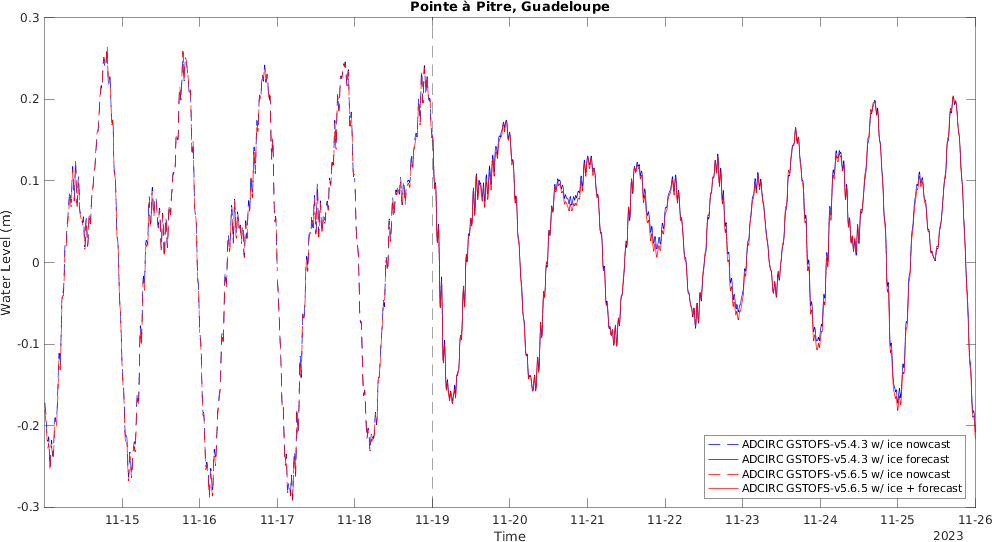 Pointe à Pitre, Guadeloupe
0.3
0.2
0.1
0
-0.1
-0.2
-0.3
Water Level (m)
11-15
11-16
11-17
11-18
11-19
11-20
11-21
11-22
11-23
11-24
11-25
11-26
Time
2023
ADCIRC GSTOFS-v5.4.3 w/ ice nowcast
ADCIRC GSTOFS-v5.4.3 w/ ice forecast
ADCIRC GSTOFS-v5.6.5 w/ ice nowcast
ADCIRC GSTOFS-v5.6.5 w/ ice + forecast